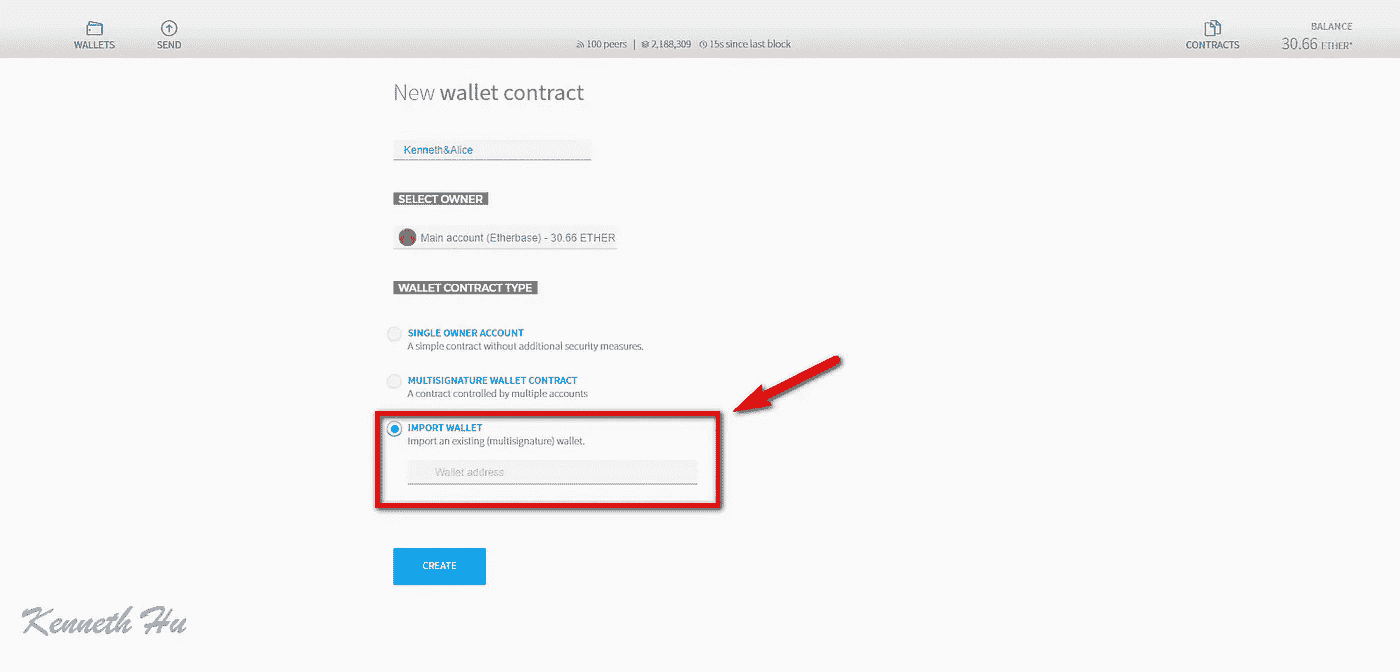 WALLETS
SEND
100 peers | 2,188,309 15s since last block
CONTRACTS
BALANCE
30.66 ETHER*
New wallet contract
Kenneth&Alice
SELECT OWNER
Main account (Etherbase) - 30.66 ETHER
WALLET CONTRACT TYPE
SINGLE OWNER ACCOUNT
A simple contract without additional security measures.
MULTISIGNATURE WALLET CONTRACT
A contract controlled by multiple accounts
IMPORT WALLET
Import an existing (multisignature) wallet.
Wallet address
CREATE
Kenneth Hu